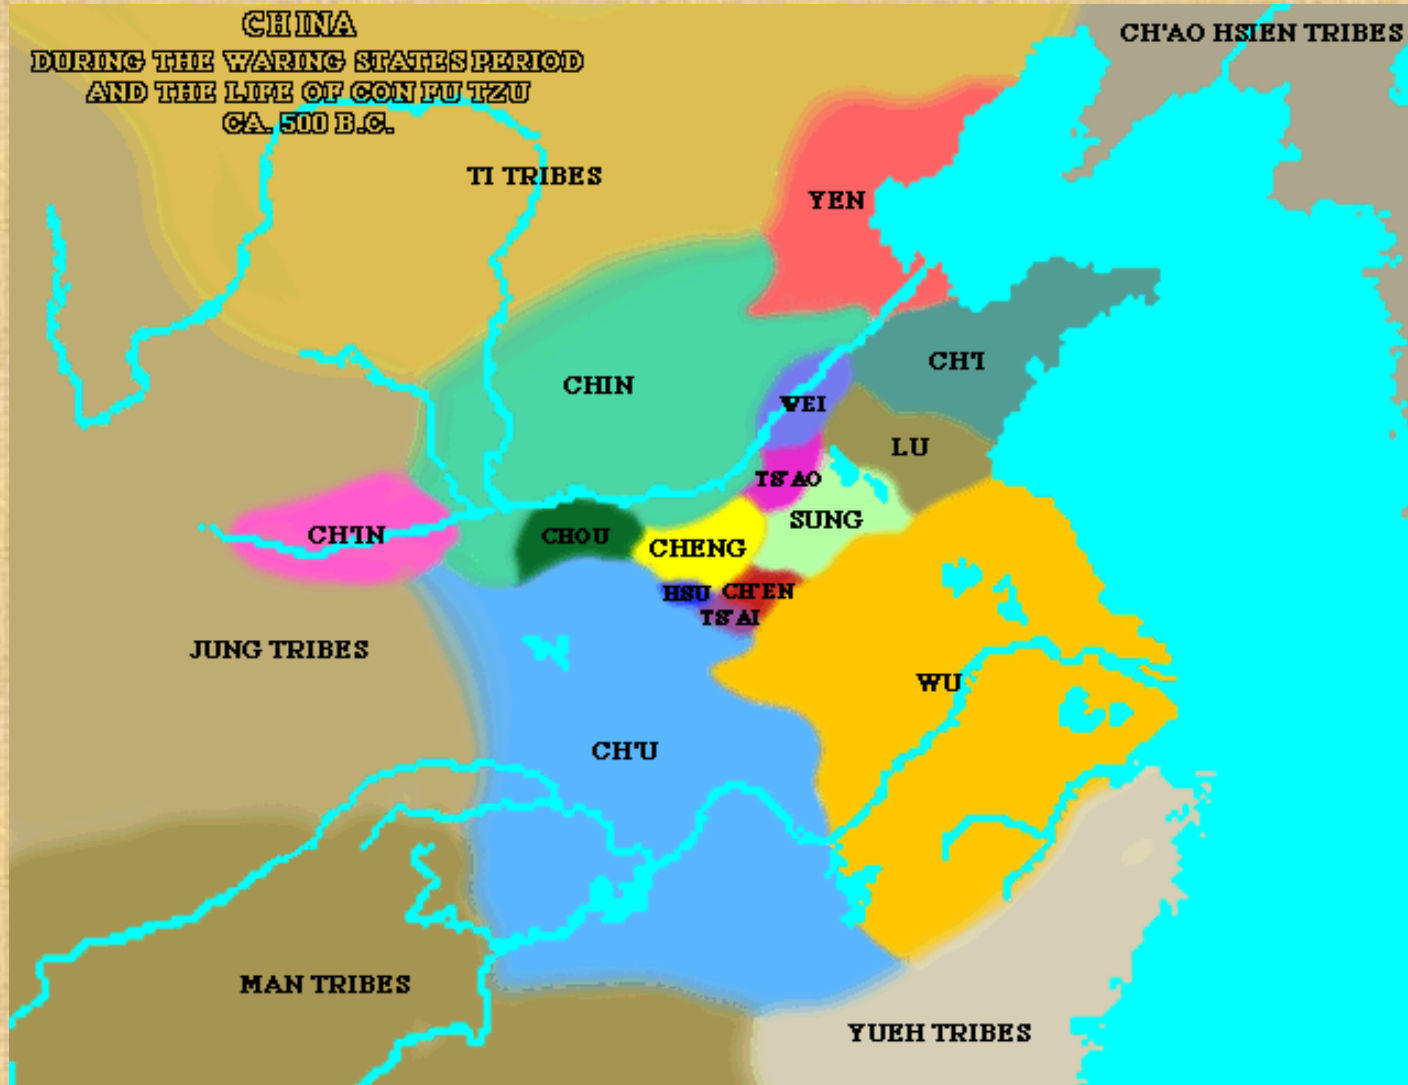 CHINA
DURING THE WARING STATES PERIOD
AND THE LIFE OF CON FU TZU
CA. 500 B.C.
CH'AO HSIEN TRIBES
TI TRIBES
YEN
CH'I
CHIN
WEI
LU
TS'AO
SUNG
CH'IN
CHOU
CHENG
HSU
CH'EN
TS'AI
JUNG TRIBES
WU
CH'U
MAN TRIBES
YUEH TRIBES